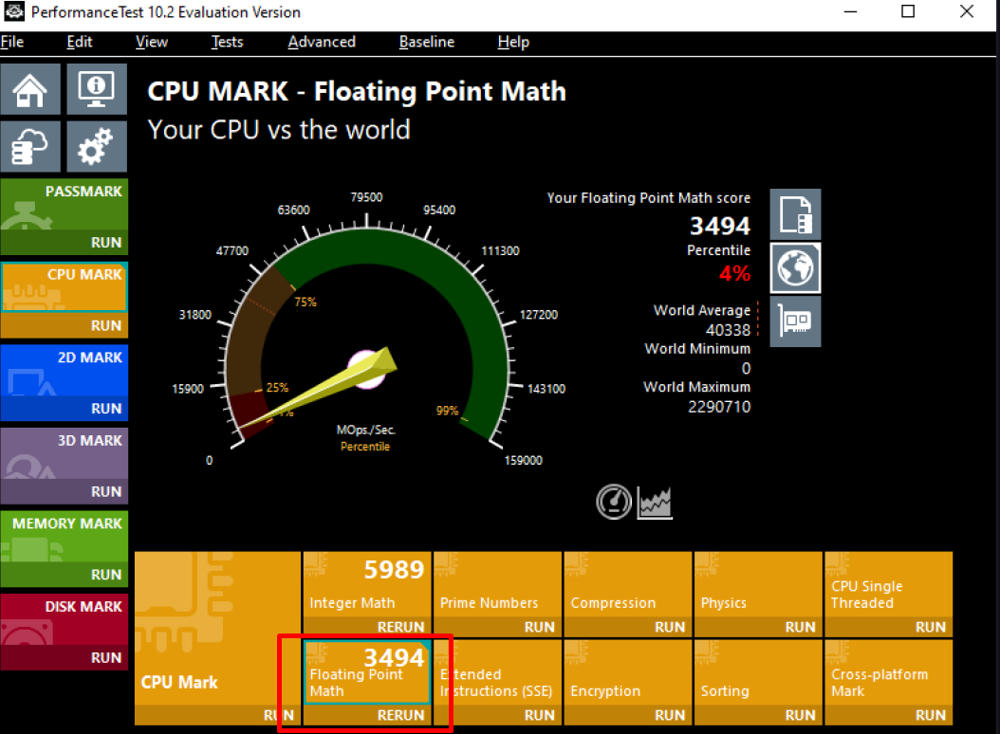 PerformanceTest 10.2 Evaluation Version
File Edit View Tests Advanced Baseline Help
CPU MARK - Floating Point Math
Your CPU vs the world
PASSMARK
RUN
CPU MARK
RUN
2D MARK
RUN
3D MARK
RUN
MEMORY MARK
RUN
DISK MARK
RUN
0
15900
31800
47700
63600
79500
95400
111300
127200
143100
159000
25%
75%
99%
MOps./Sec.
Percentile
Your Floating Point Math score
3494
Percentile
4%
World Average
40338
World Minimum
0
World Maximum
2290710
CPU Mark
RUN
5989
Integer Math
RERUN
Prime Numbers
RUN
Compression
RUN
Physics
RUN
CPU Single
Threaded
RUN
3494
Floating Point
Math
RERUN
Extended
Instructions (SSE)
RUN
Encryption
RUN
Sorting
RUN
Cross-platform
Mark
RUN